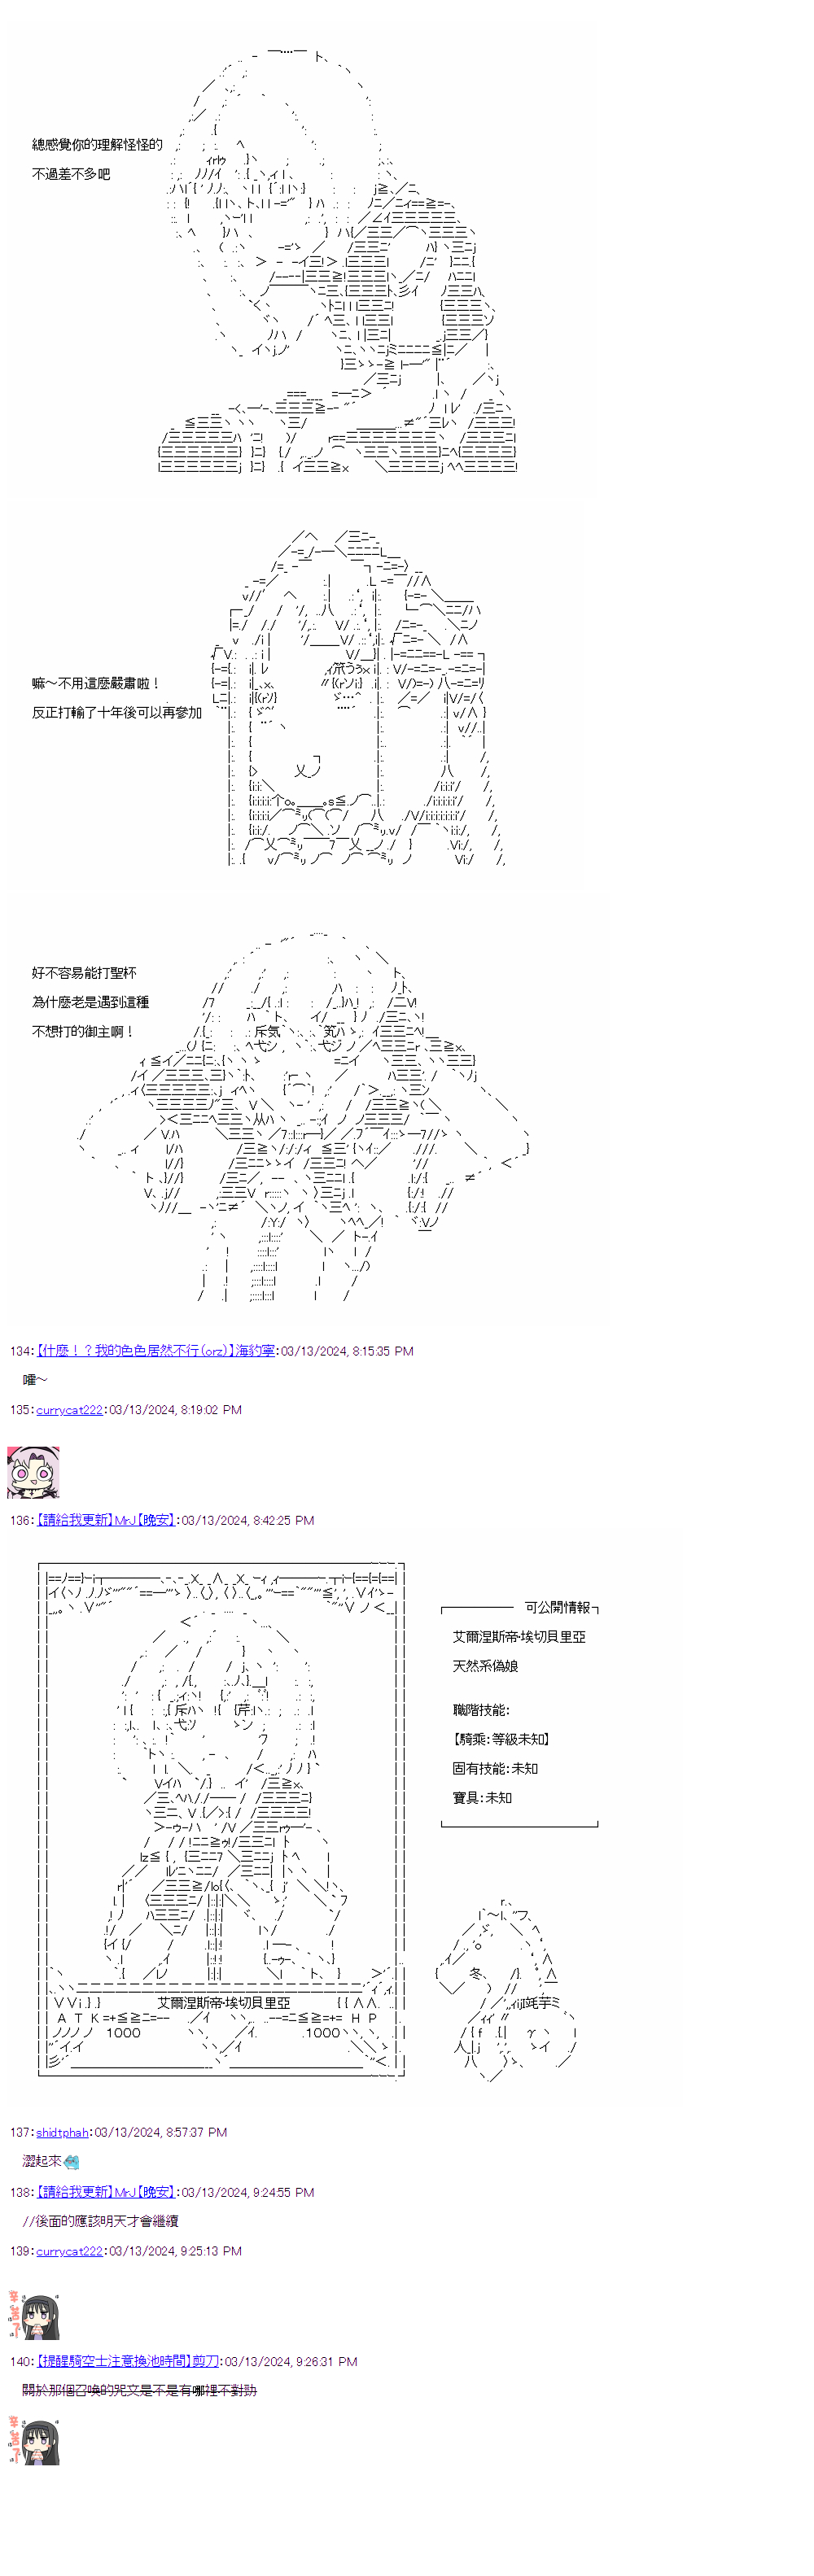 總感覺你的理解怪怪的
不過差不多吧
嘛～不用這麼嚴肅啦！
反正打輸了十年後可以再參加
好不容易能打聖杯
為什麼老是遇到這種
不想打的御主啊！
134：【什麼！？我的色色居然不行(orz)】海豹寧：03/13/2024, 8:15:35 PM
嚯～
135：currycat222：03/13/2024, 8:19:02 PM
136：【請給我更新】MrJ【晚安】：03/13/2024, 8:42:25 PM
可公開情報
艾爾涅斯帝·埃切貝里亞
天然系偽娘
職階技能：
【騎乘：等級未知】
固有技能：未知
寶具：未知
艾爾涅斯帝·埃切貝里亞
ＡＴＫ
ＨＰ
１０００
１０００
137：shidtphah：03/13/2024, 8:57:37 PM
澀起來
138：【請給我更新】MrJ【晚安】：03/13/2024, 9:24:55 PM
//後面的應該明天才會繼續
139：currycat222：03/13/2024, 9:25:13 PM
辛苦了
140：【提醒騎空士注意換池時間】剪刀：03/13/2024, 9:26:31 PM
關於那個召喚的咒文是不是有哪裡不對勁
辛苦了